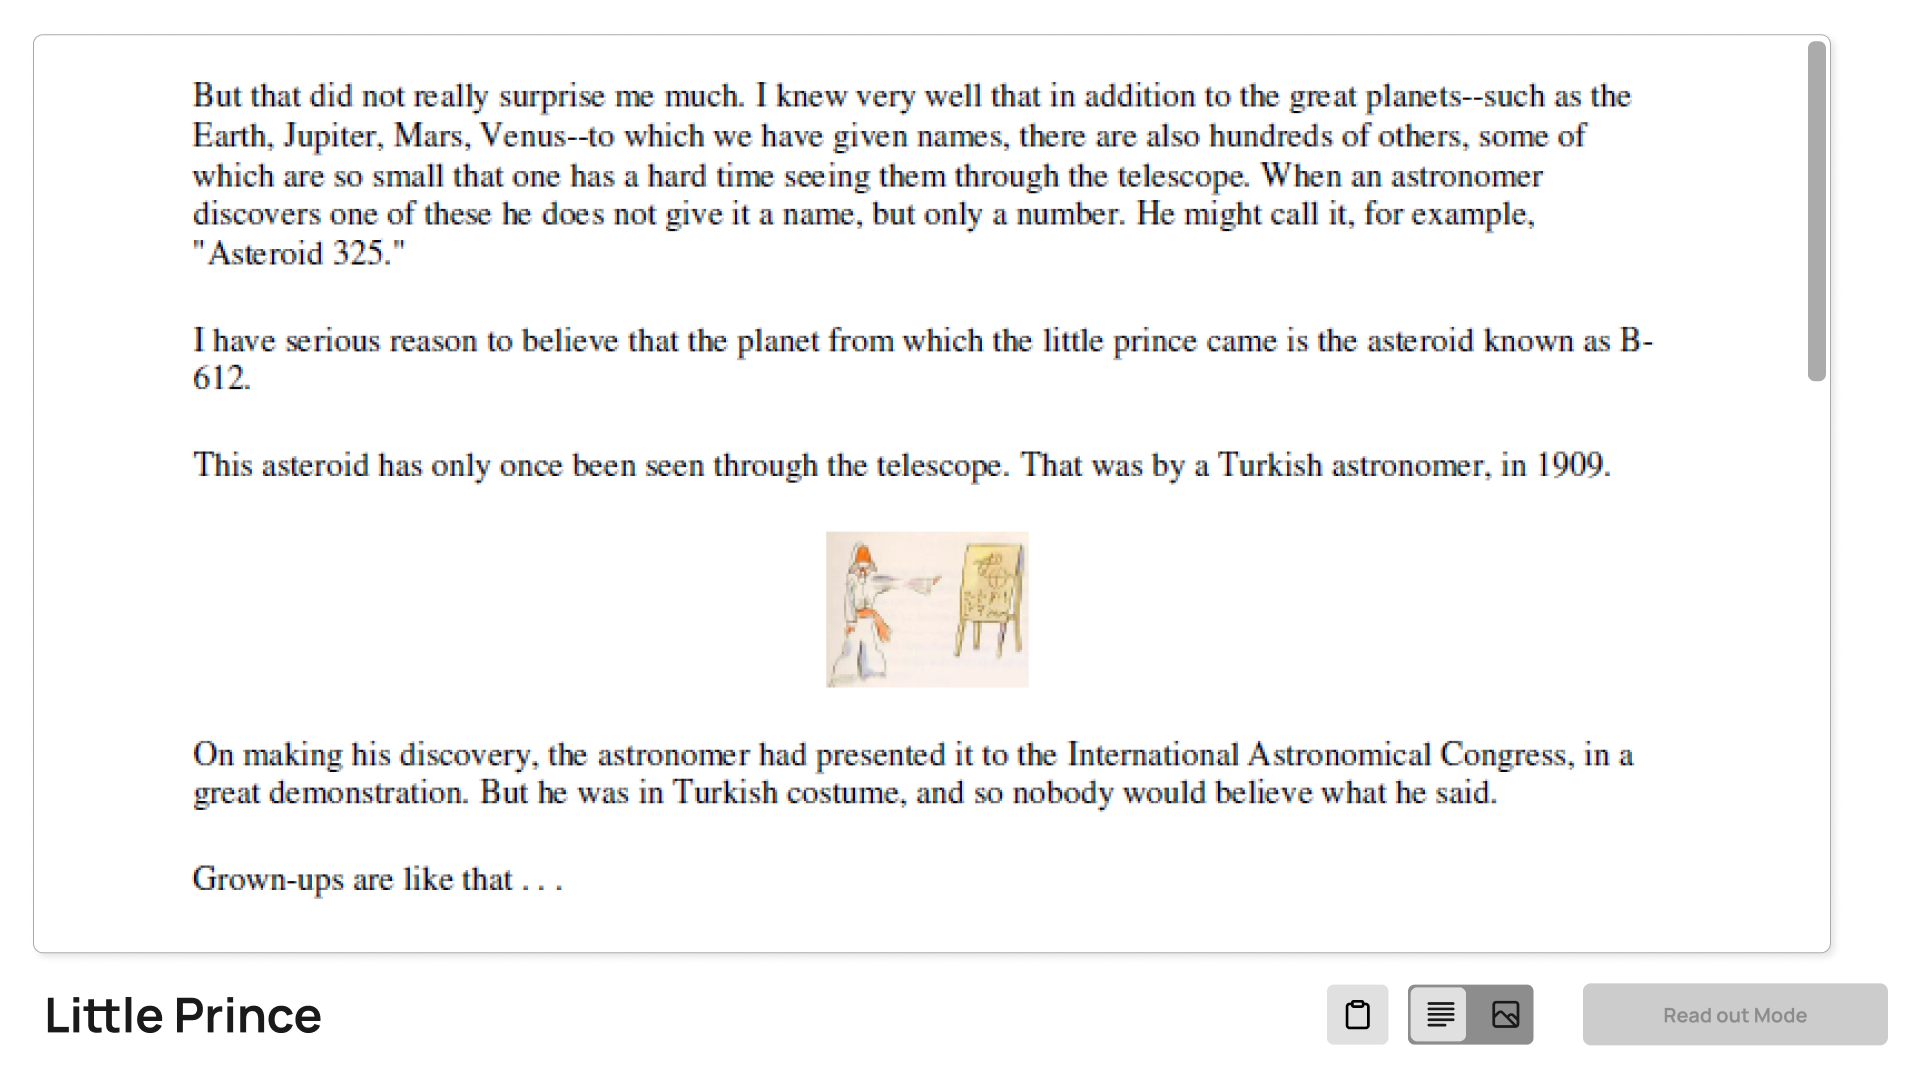 But that did not really surprise me much. I knew very well that in addition to the great planets--such as the
Earth, Jupiter, Mars, Venus--to which we have given names, there are also hundreds of others, some of
which are so small that one has a hard time seeing them through the telescope. When an astronomer
discovers one of these he does not give it a name, but only a number. He might call it, for example,
"Asteroid 325."
I have serious reason to believe that the planet from which the little prince came is the asteroid known as B-
612.
This asteroid has only once been seen through the telescope. That was by a Turkish astronomer, in 1909.
On making his discovery, the astronomer had presented it to the International Astronomical Congress, in a
great demonstration. But he was in Turkish costume, and so nobody would believe what he said.
Grown-ups are like that . . .
Little Prince
Read out Mode